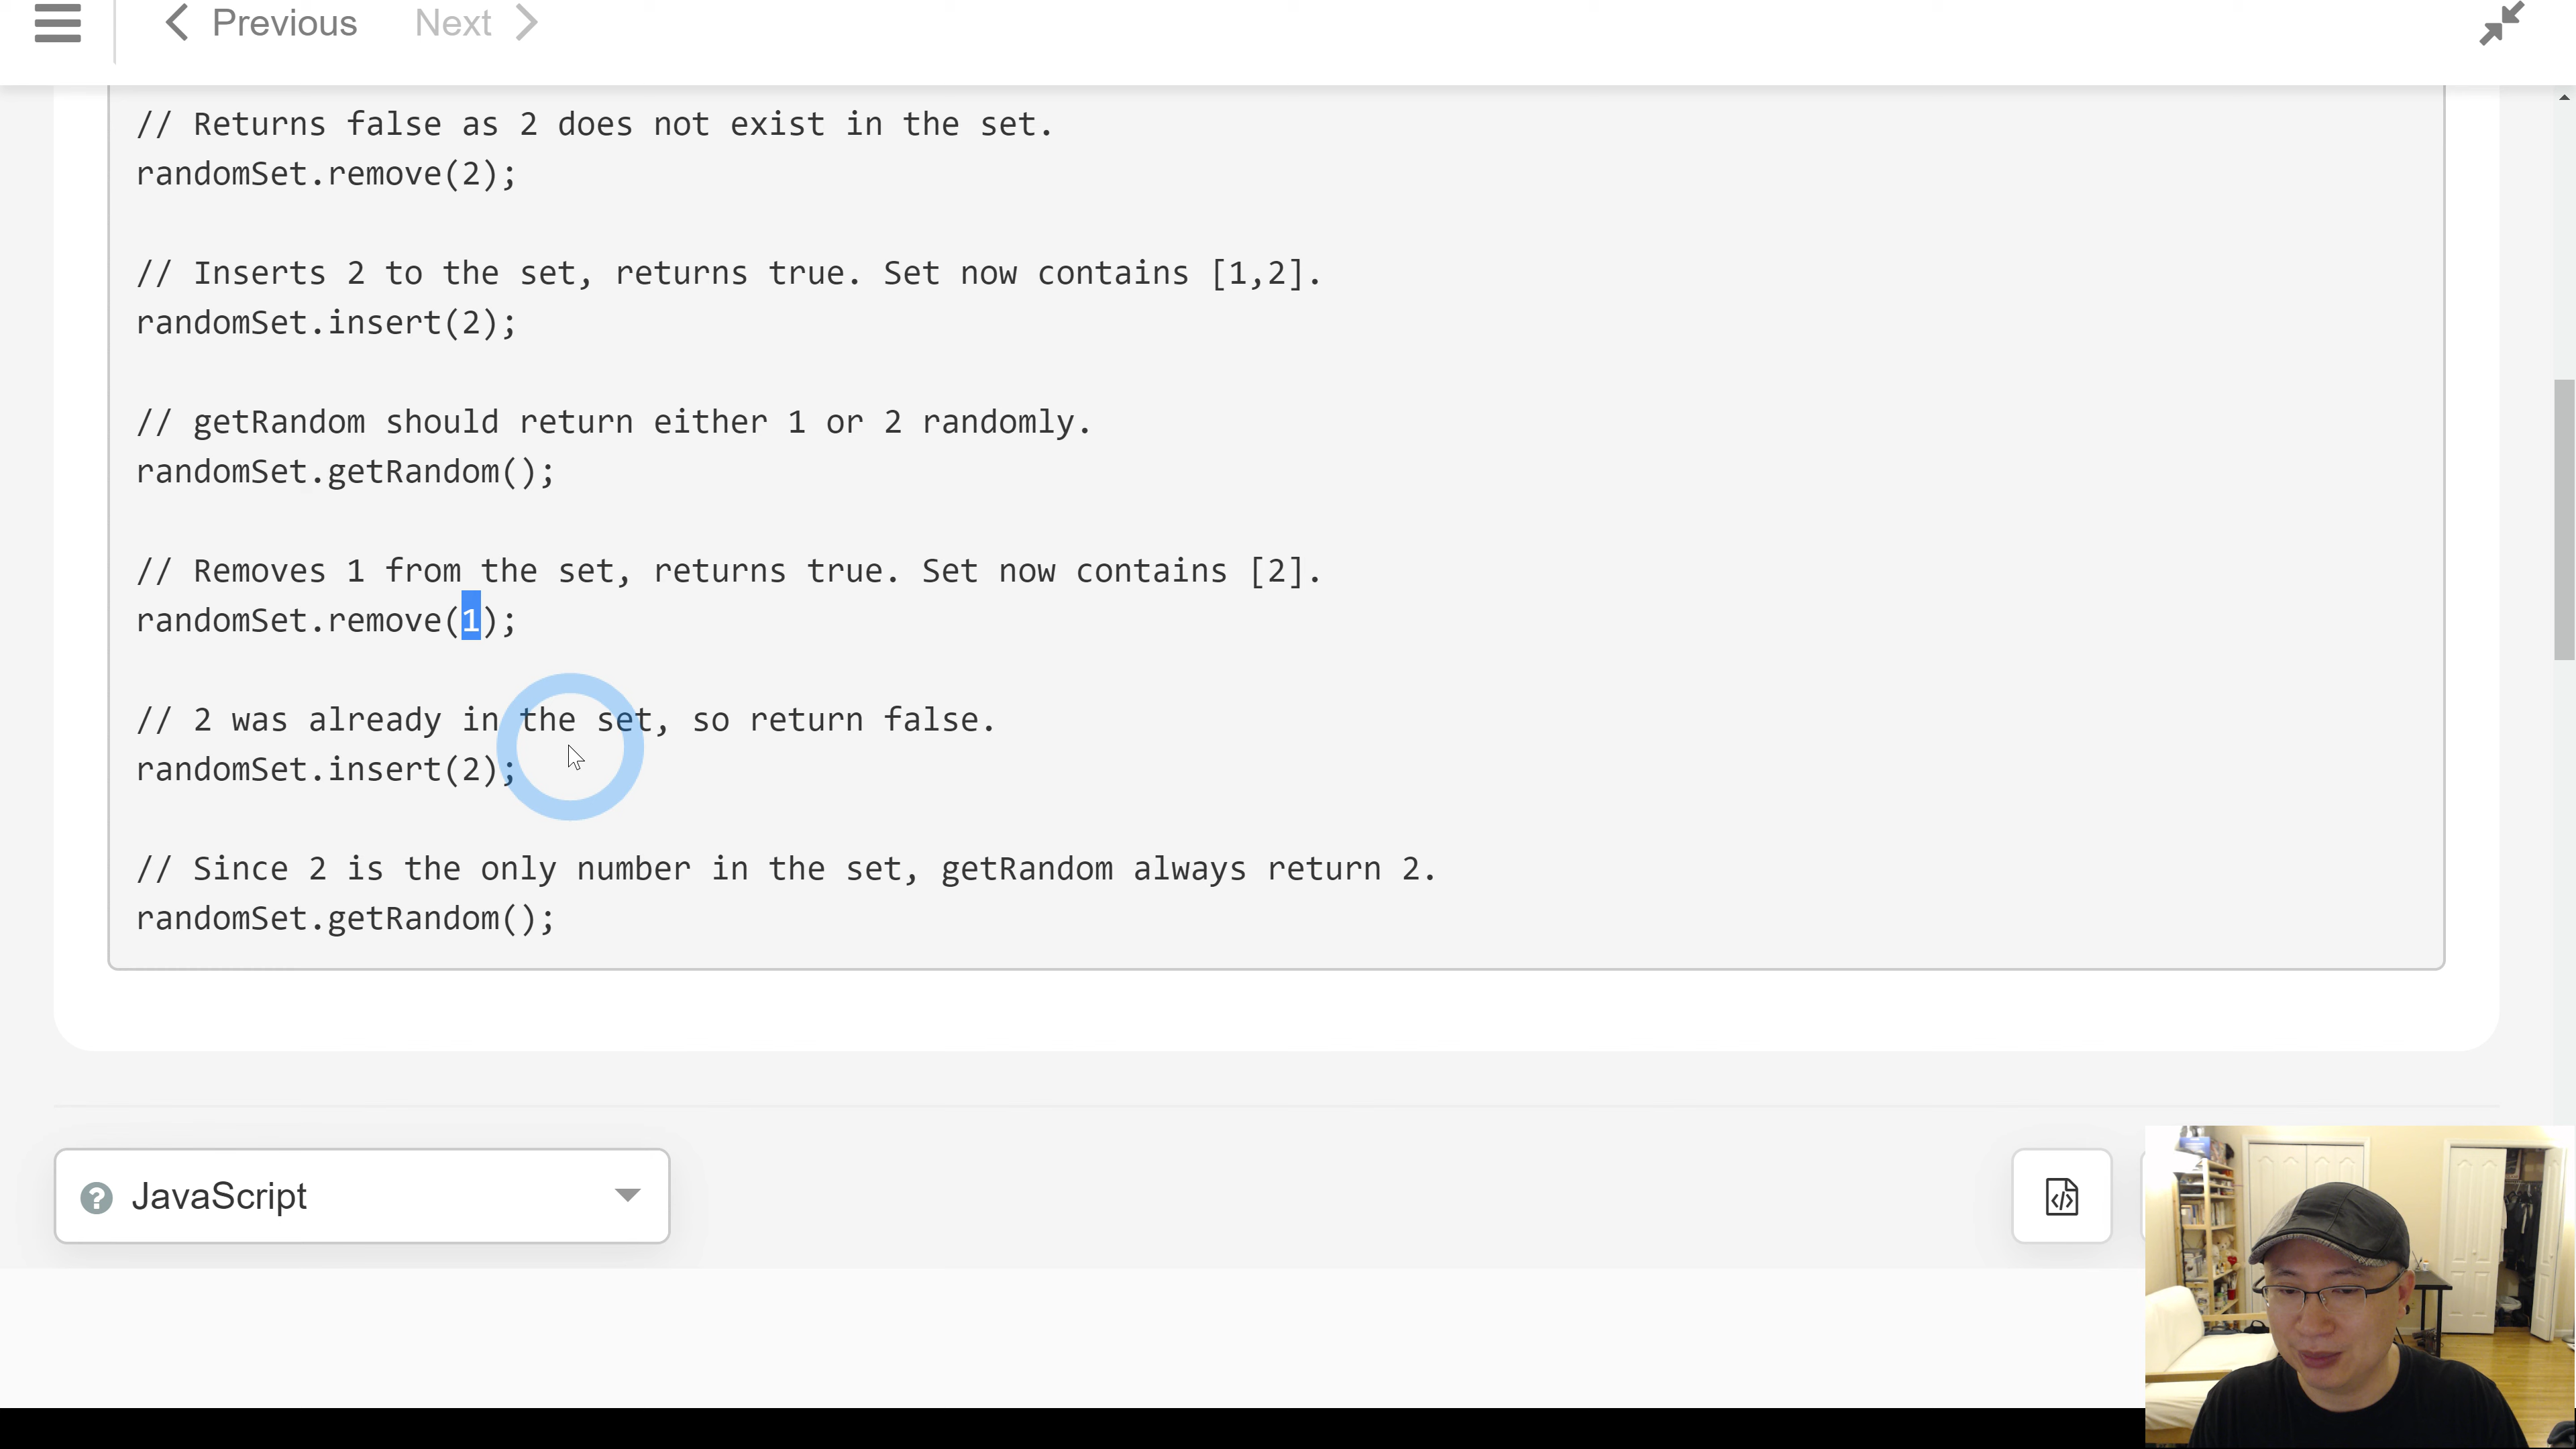 Previous Next
// Returns false as 2 does not exist in the set.
randomSet.remove(2);
// Inserts 2 to the set, returns true. Set now contains [1,2].
randomSet.insert(2);
// getRandom should return either 1 or 2 randomly.
randomSet.getRandom();
// Removes 1 from the set, returns true. Set now contains [2].
randomSet.remove(1);
// 2 was already in the set, so return false.
randomSet.insert(2);
// Since 2 is the only number in the set, getRandom always return 2.
randomSet.getRandom();
? JavaScript
</>